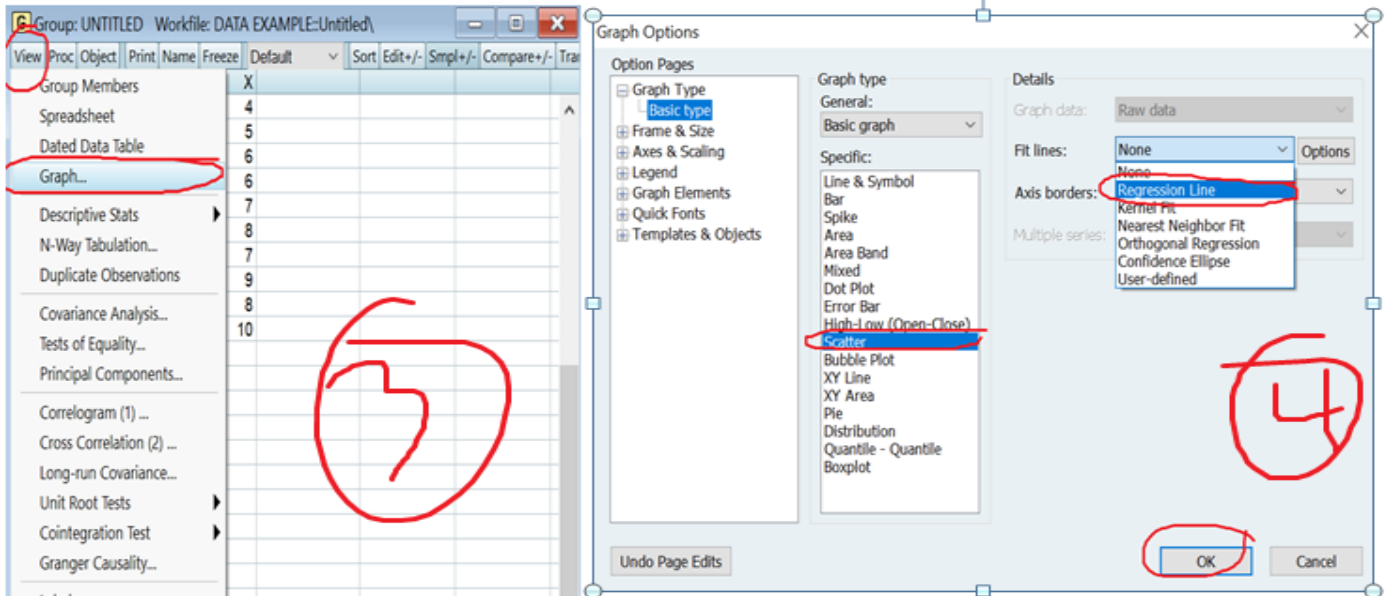 Group: UNTITLED Workfile: DATA EXAMPLE::Untitled\
View Proc Object Print Name Freeze Default Sort Edit+/- Smpl+/- Compare+/- Tra
Group Members
Spreadsheet
Dated Data Table
Graph...
Descriptive Stats
N-Way Tabulation...
Duplicate Observations
Covariance Analysis...
Tests of Equality...
Principal Components...
Correlogram (1) ...
Cross Correlation (2) ...
Long-run Covariance...
Unit Root Tests
Cointegration Test
Granger Causality...
X
4
5
6
6
7
8
7
9
8
10
Graph Options
Option Pages
Graph Type
Basic type
Frame & Size
Axes & Scaling
Legend
Graph Elements
Quick Fonts
Templates & Objects
Undo Page Edits
Graph type
General:
Basic graph
Specific:
Line & Symbol
Bar
Spike
Area
Area Band
Mixed
Dot Plot
Error Bar
High-Low (Open-Close)
Scatter
Bubble Plot
XY Line
XY Area
Pie
Distribution
Quantile - Quantile
Boxplot
Details
Graph data: Raw data
Fit lines: None Options
None
Regression Line
Kernel Fit
Nearest Neighbor Fit
Orthogonal Regression
Confidence Ellipse
User-defined
Axis borders:
Multiple series:
4
OK Cancel